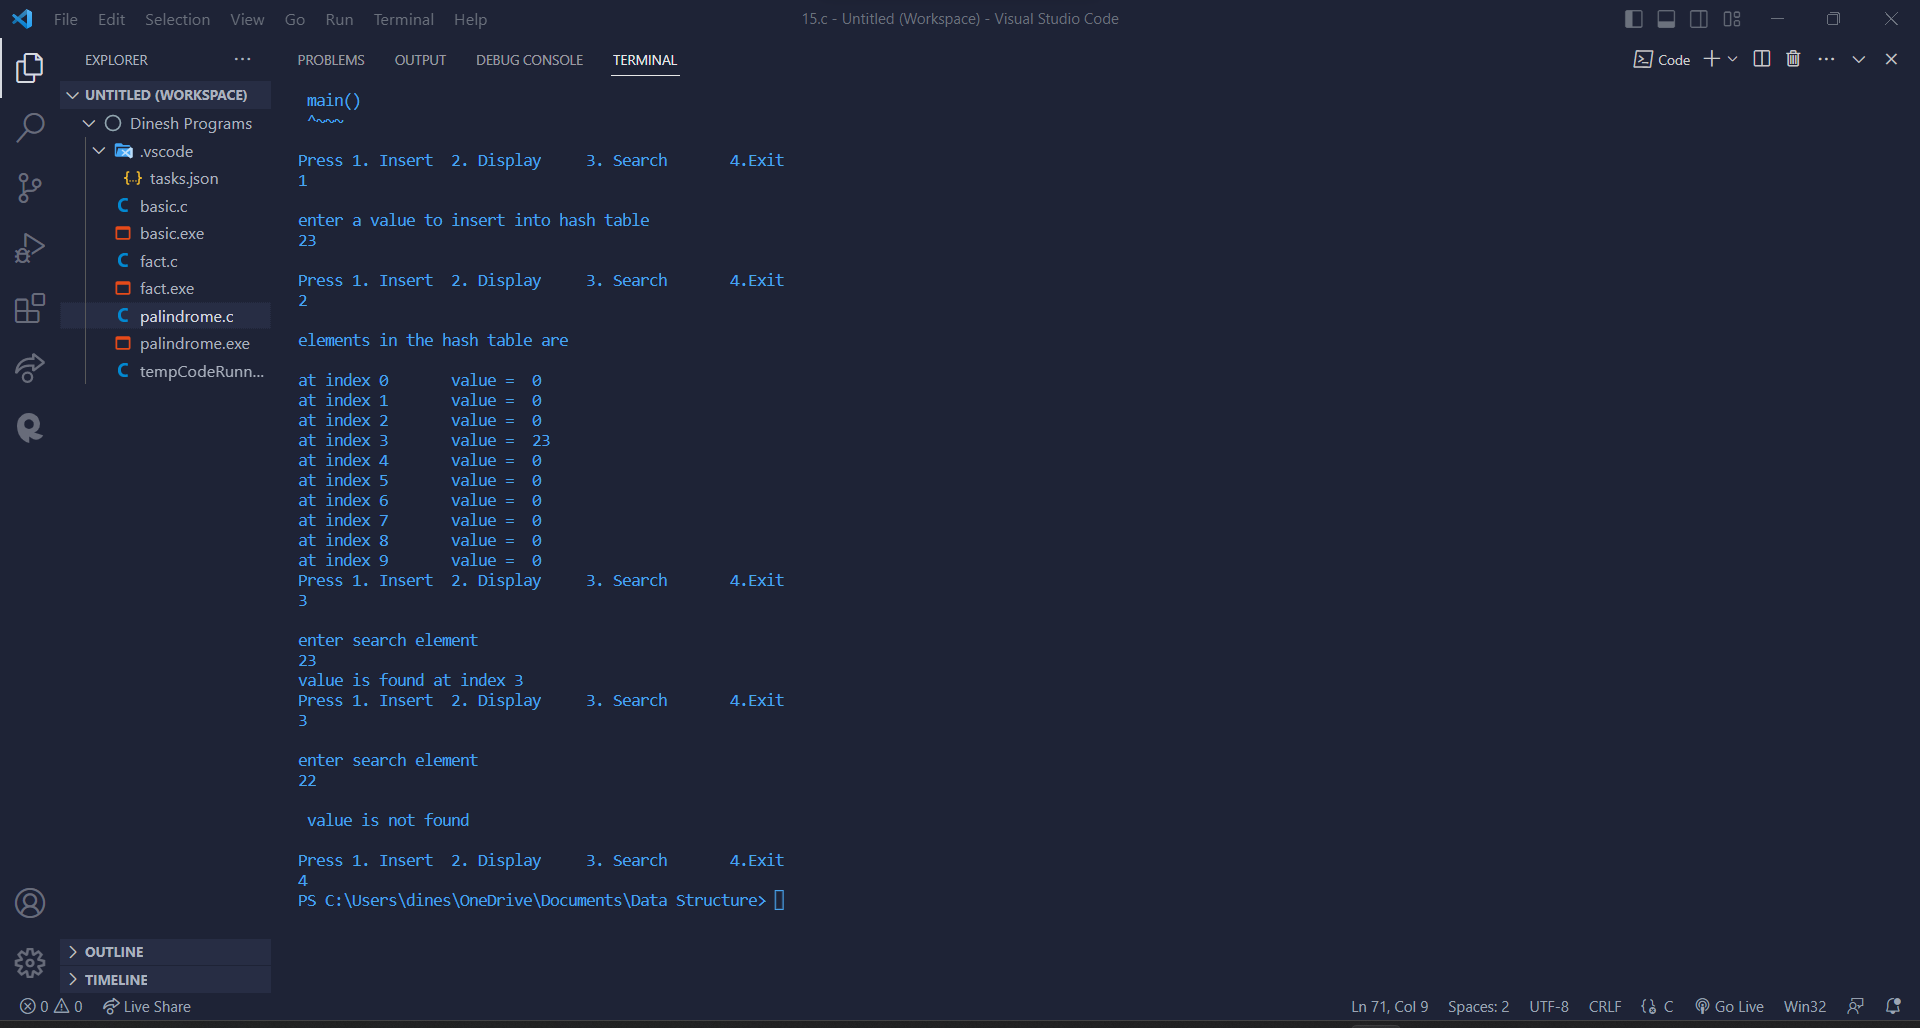 File Edit Selection View Go Run Terminal Help
15.c - Untitled (Workspace) - Visual Studio Code
EXPLORER ···
PROBLEMS OUTPUT DEBUG CONSOLE TERMINAL
Code
UNTITLED (WORKSPACE)
Dinesh Programs
.vscode
{..} tasks.json
C basic.c
basic.exe
C fact.c
fact.exe
C palindrome.c
palindrome.exe
C tempCodeRunn...
OUTLINE
TIMELINE
main()
^~~~
Press 1. Insert 2. Display 3. Search 4.Exit
1
enter a value to insert into hash table
23
Press 1. Insert 2. Display 3. Search 4.Exit
2
elements in the hash table are
at index 0 value = 0
at index 1 value = 0
at index 2 value = 0
at index 3 value = 23
at index 4 value = 0
at index 5 value = 0
at index 6 value = 0
at index 7 value = 0
at index 8 value = 0
at index 9 value = 0
Press 1. Insert 2. Display 3. Search 4.Exit
3
enter search element
23
value is found at index 3
Press 1. Insert 2. Display 3. Search 4.Exit
3
enter search element
22
value is not found
Press 1. Insert 2. Display 3. Search 4.Exit
4
PS C:\Users\dines\OneDrive\Documents\Data Structure>
0 0 Live Share
Ln 71, Col 9 Spaces: 2 UTF-8 CRLF C Go Live Win32